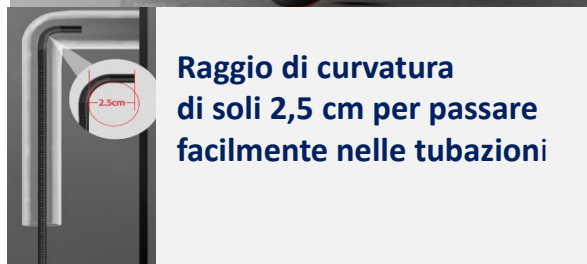 2.5cm
Raggio di curvatura
di soli 2,5 cm per passare
facilmente nelle tubazioni